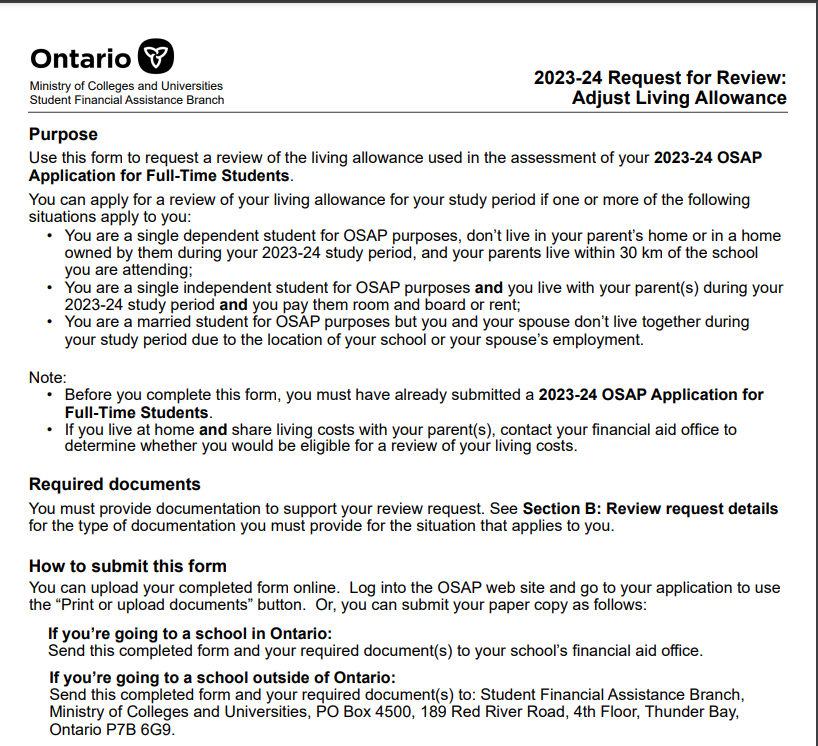 Ontario
Ministry of Colleges and Universities
Student Financial Assistance Branch
2023-24 Request for Review:
Adjust Living Allowance
Purpose
Use this form to request a review of the living allowance used in the assessment of your 2023-24 OSAP
Application for Full-Time Students.
You can apply for a review of your living allowance for your study period if one or more of the following
situations apply to you:
• You are a single dependent student for OSAP purposes, don't live in your parent's home or in a home
owned by them during your 2023-24 study period, and your parents live within 30 km of the school
you are attending;
• You are a single independent student for OSAP purposes and you live with your parent(s) during your
2023-24 study period and you pay them room and board or rent;
• You are a married student for OSAP purposes but you and your spouse don't live together during
your study period due to the location of your school or your spouse's employment.
Note:
• Before you complete this form, you must have already submitted a 2023-24 OSAP Application for
Full-Time Students.
• If you live at home and share living costs with your parent(s), contact your financial aid office to
determine whether you would be eligible for a review of your living costs.
Required documents
You must provide documentation to support your review request. See Section B: Review request details
for the type of documentation you must provide for the situation that applies to you.
How to submit this form
You can upload your completed form online.  Log into the OSAP web site and go to your application to use
the “Print or upload documents” button.  Or, you can submit your paper copy as follows:
If you're going to a school in Ontario:
Send this completed form and your required document(s) to your school's financial aid office.
If you're going to a school outside of Ontario:
Send this completed form and your required document(s) to: Student Financial Assistance Branch,
Ministry of Colleges and Universities, PO Box 4500, 189 Red River Road, 4th Floor, Thunder Bay,
Ontario P7B 6G9.